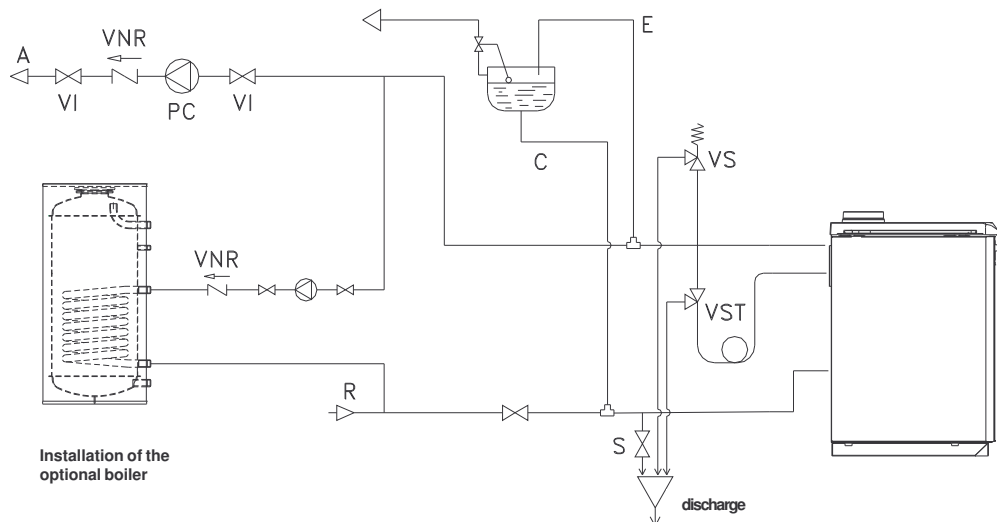 A
VNR
VI
PC
VI
E
C
VS
VNR
VST
R
S
Installation of the
optional boiler
discharge